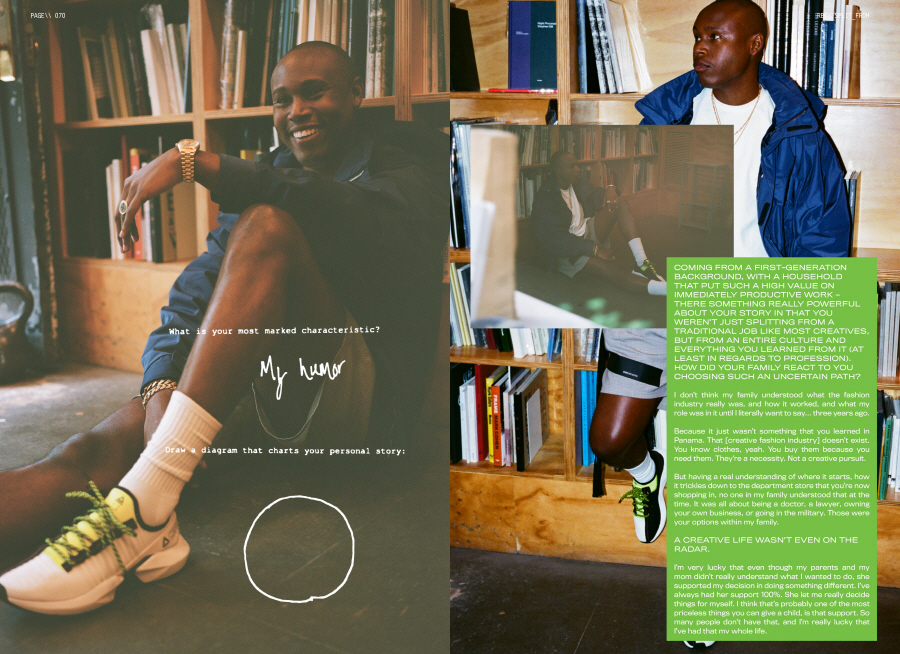 PAGE\\ 070
What is your most marked characteristic?
My humor
Draw a diagram that charts your personal story:
COMING FROM A FIRST-GENERATION
BACKGROUND, WITH A HOUSEHOLD
THAT PUT SUCH A HIGH VALUE ON
IMMEDIATELY PRODUCTIVE WORK –
THERE SOMETHING REALLY POWERFUL
ABOUT YOUR STORY IN THAT YOU
WEREN'T JUST SPLITTING FROM A
TRADITIONAL JOB LIKE MOST CREATIVES,
BUT FROM AN ENTIRE CULTURE AND
EVERYTHING YOU LEARNED FROM IT (AT
LEAST IN REGARDS TO PROFESSION).
HOW DID YOUR FAMILY REACT TO YOU
CHOOSING SUCH AN UNCERTAIN PATH?
I don't think my family understood whet the fashion
industry really was, and how it worked, and what my
role was in it until I literally want to say... three years ago.
Because it just wasn't something that you learned in
Panama. That [creative fashion industry] doesn't exist.
You know clothes, yeah. You buy them because you
need them. They're a necessity. Not a creative pursuit.
But having a real understanding of where it starts, how
it trickles down to the department store that you're now
shopping in, no one in my family understood that at the
time. It was all about being a doctor, a lawyer, owning
your own business, or going in the military. Those were
your options within my family.
A CREATIVE LIFE WASN'T EVEN ON THE
RADAR.
I'm very lucky that even though my parents and my
mom didn't really understand what I wanted to do, she
supported my decision in doing something different. I've
always had her support 100%. She let me really decide
things for myself. I think that's probably one of the most
priceless things you can give a child, is that support. So
many people don't have that, and I'm really lucky that
I've had that my whole life.